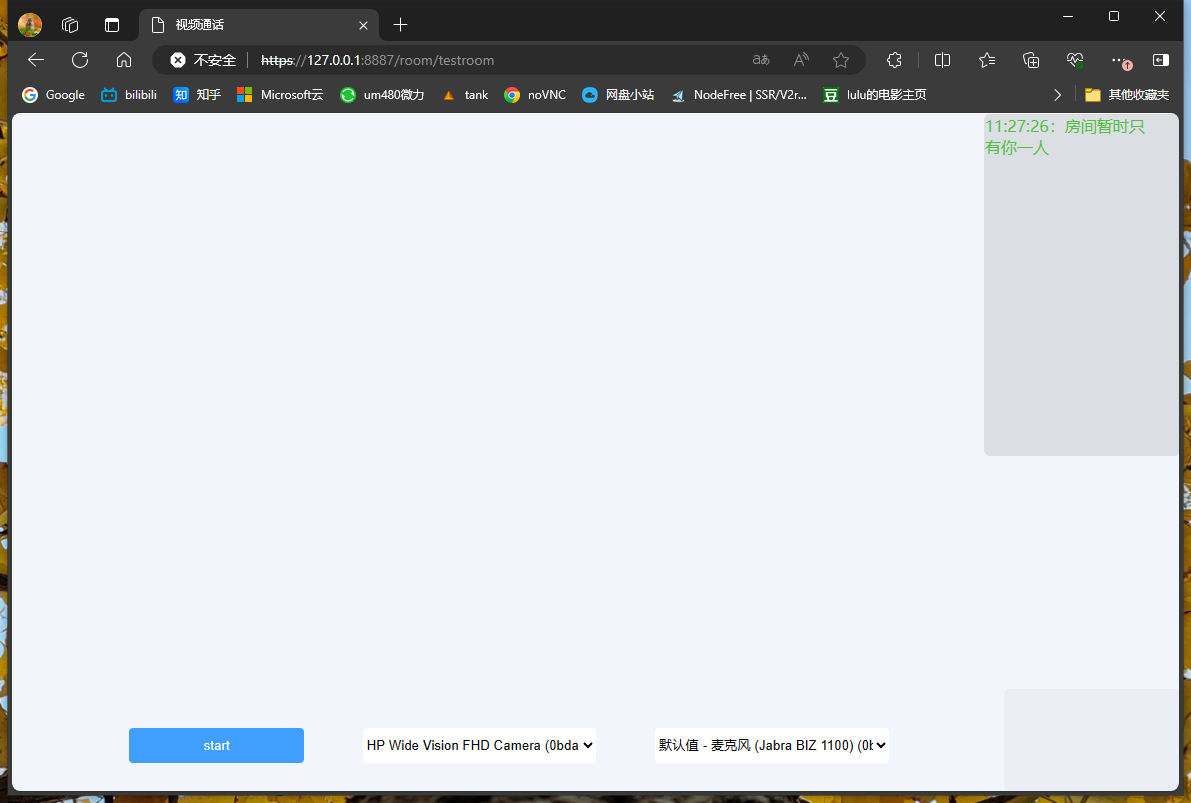 视频通话
不安全 https://127.0.0.1:8887/room/testroom
Google bilibili 知 知乎 Microsoft云 um480微力 tank noVNC 网盘小站 NodeFree | SSR/V2r... 豆 lulu的电影主页 其他收藏夹
11:27:26：房间暂时只
有你一人
start HP Wide Vision FHD Camera (0bda 默认值 - 麦克风 (Jabra BIZ 1100) (0b